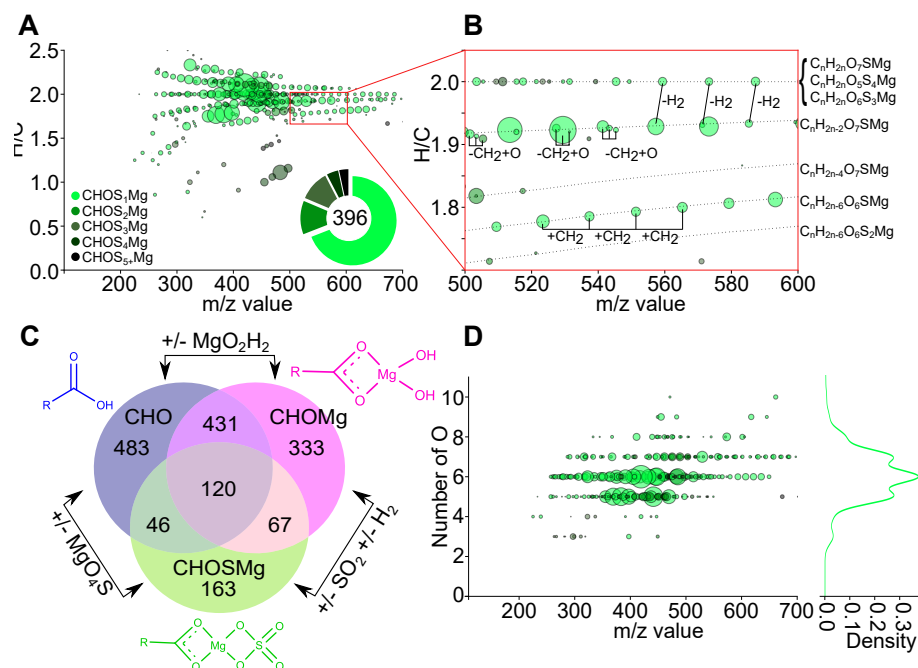 A
2.5
2.0
1.5
1.0
0.5
0.0
H/C
100 200 300 400 500 600 700
m/z value
CHOS₁Mg
CHOS₂Mg
CHOS₃Mg
CHOS₄Mg
CHOS₅₊Mg
396
B
2.0
1.9
1.8
H/C
500 520 540 560 580 600
m/z value
-H₂ -H₂ -H₂
-CH₂+O -CH₂+O -CH₂+O
+CH₂ +CH₂ +CH₂
CₙH₂ₙO₇SMg
CₙH₂ₙO₅S₄Mg
CₙH₂ₙO₆S₃Mg
CₙH₂ₙ₋₂O₇SMg
CₙH₂ₙ₋₄O₇SMg
CₙH₂ₙ₋₆O₆SMg
CₙH₂ₙ₋₆O₆S₂Mg
C
+/- MgO₂H₂
O
R OH
O OH
R Mg
O OH
CHO
483
431
CHOMg
333
120
46
67
CHOSMg
163
+/- MgO₄S
+/- SO₂ +/- H₂
O O O
R Mg S
O O O
D
10
8
6
4
2
0
Number of O
200 300 400 500 600 700
m/z value
0.0 0.1 0.2 0.3
Density